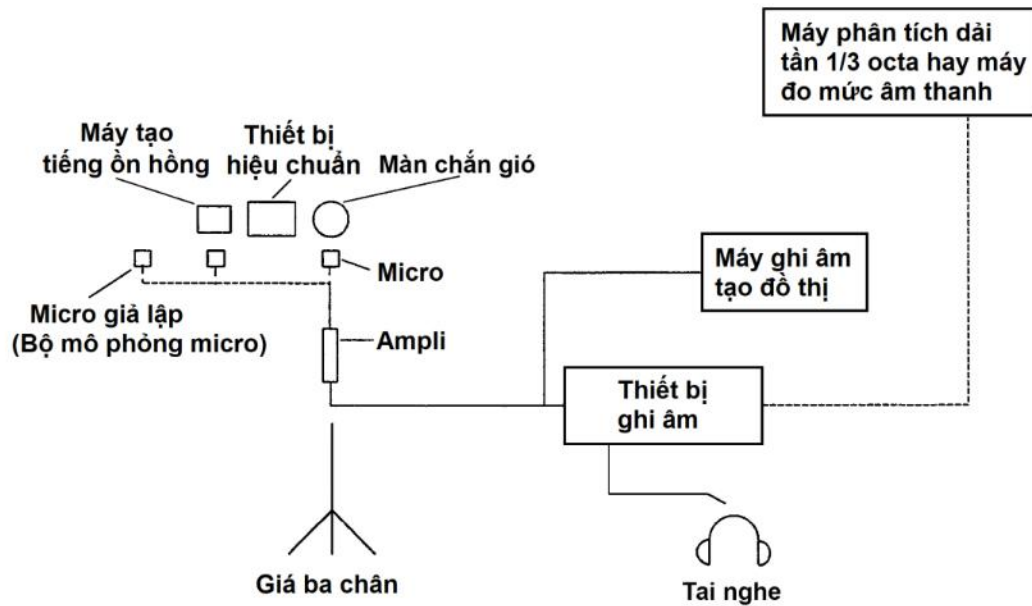 Máy phân tích dải
tần 1/3 octa hay máy
đo mức âm thanh
Máy tạo
tiếng ồn hồng
Thiết bị
hiệu chuẩn
Màn chắn gió
Micro
Máy ghi âm
tạo đồ thị
Micro giả lập
(Bộ mô phỏng micro)
Ampli
Thiết bị
ghi âm
Giá ba chân
Tai nghe